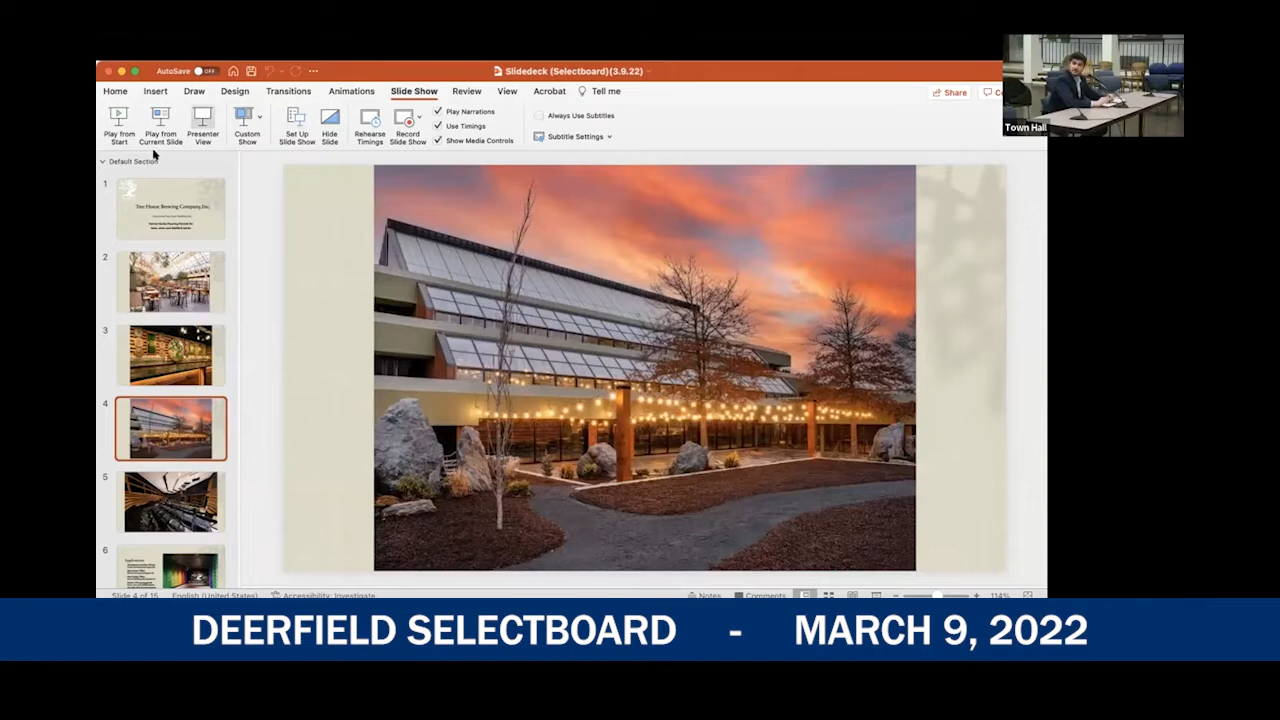 AutoSave OFF
Slidedeck (Selectboard)(3.9.22)
Home Insert Draw Design Transitions Animations Slide Show Review View Acrobat Tell me
Share
Play from Start
Play from Current Slide
Presenter View
Custom Show
Set Up Slide Show
Hide Slide
Rehearse Timings
Record Slide Show
Play Narrations
Use Timings
Show Media Controls
Always Use Subtitles
Subtitle Settings
Town Hall
Default Section
1
Tree House Brewing Company, Inc.
2
3
4
5
6
Applications
Slide 4 of 15 English (United States) Accessibility: Investigate Notes Comments 114%
DEERFIELD SELECTBOARD - MARCH 9, 2022